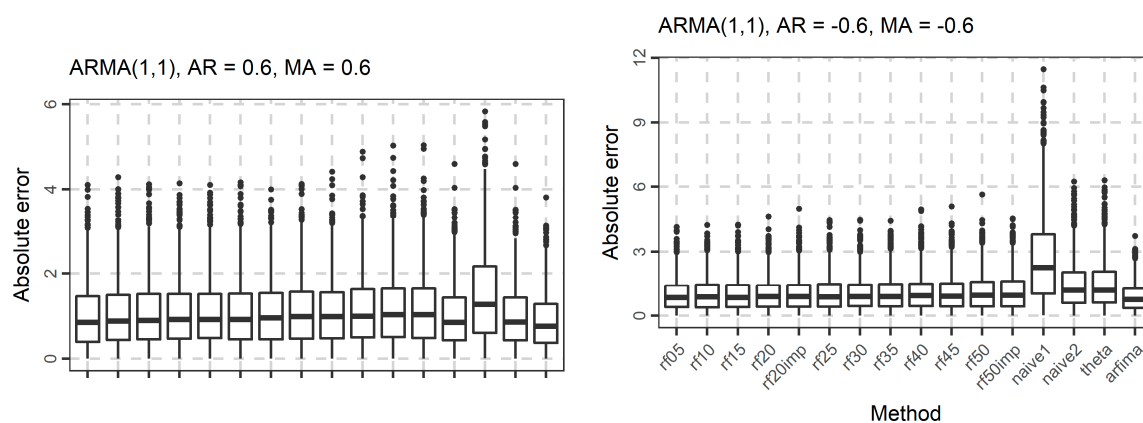 ARMA(1,1), AR = 0.6, MA = 0.6
Absolute error
6
4
2
0
ARMA(1,1), AR = -0.6, MA = -0.6
Absolute error
12
9
6
3
0
rf05
rf10
rf15
rf20
rf20imp
rf25
rf30
rf35
rf40
rf45
rf50
rf50imp
naive1
naive2
theta
arfima
Method